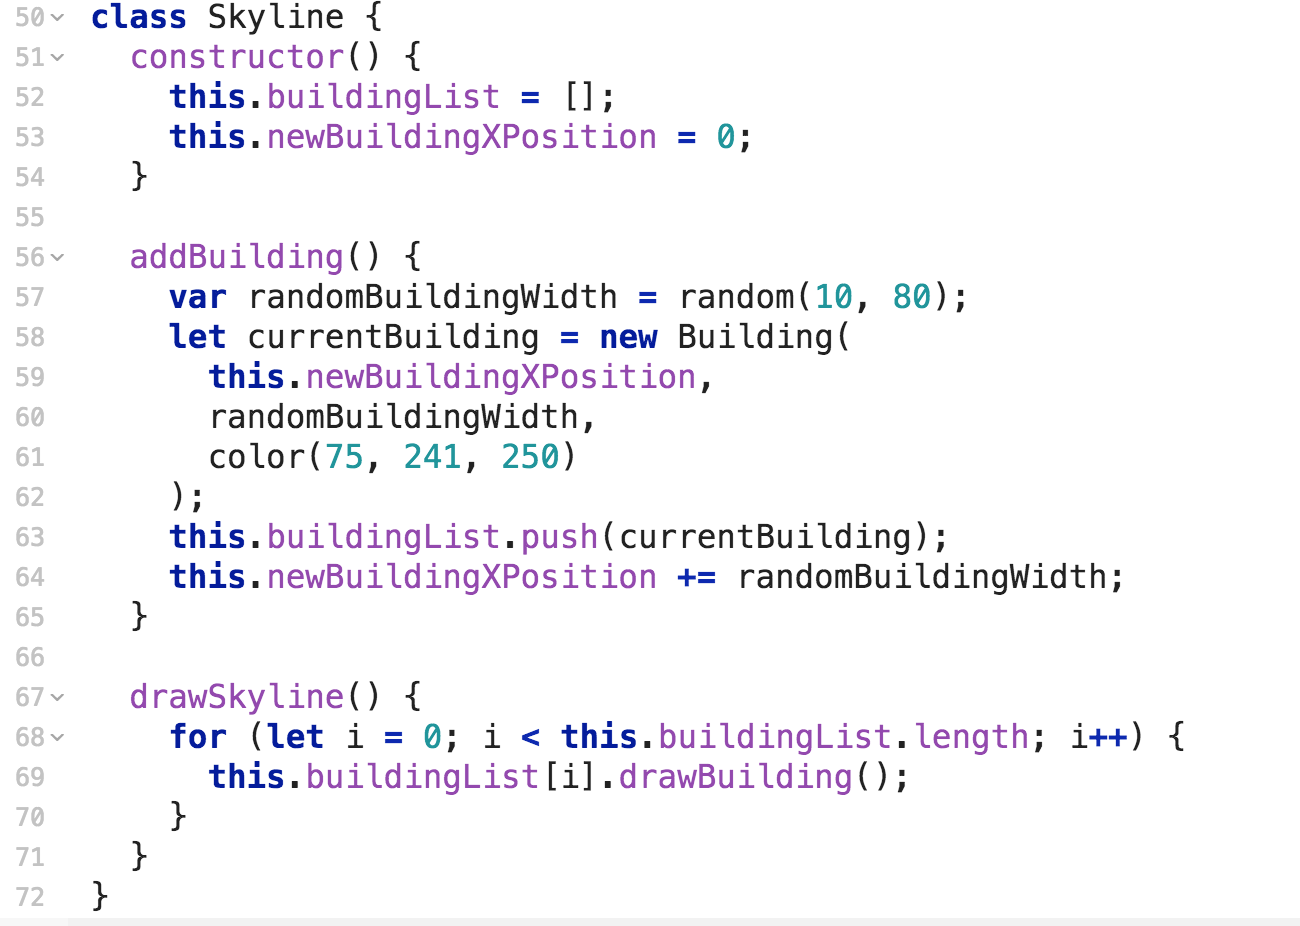 50 class Skyline {
51 constructor() {
52 this.buildingList = [];
53 this.newBuildingXPosition = 0;
54 }
55
56 addBuilding() {
57 var randomBuildingWidth = random(10, 80);
58 let currentBuilding = new Building(
59 this.newBuildingXPosition,
60 randomBuildingWidth,
61 color(75, 241, 250)
62 );
63 this.buildingList.push(currentBuilding);
64 this.newBuildingXPosition += randomBuildingWidth;
65 }
66
67 drawSkyline() {
68 for (let i = 0; i < this.buildingList.length; i++) {
69 this.buildingList[i].drawBuilding();
70 }
71 }
72 }